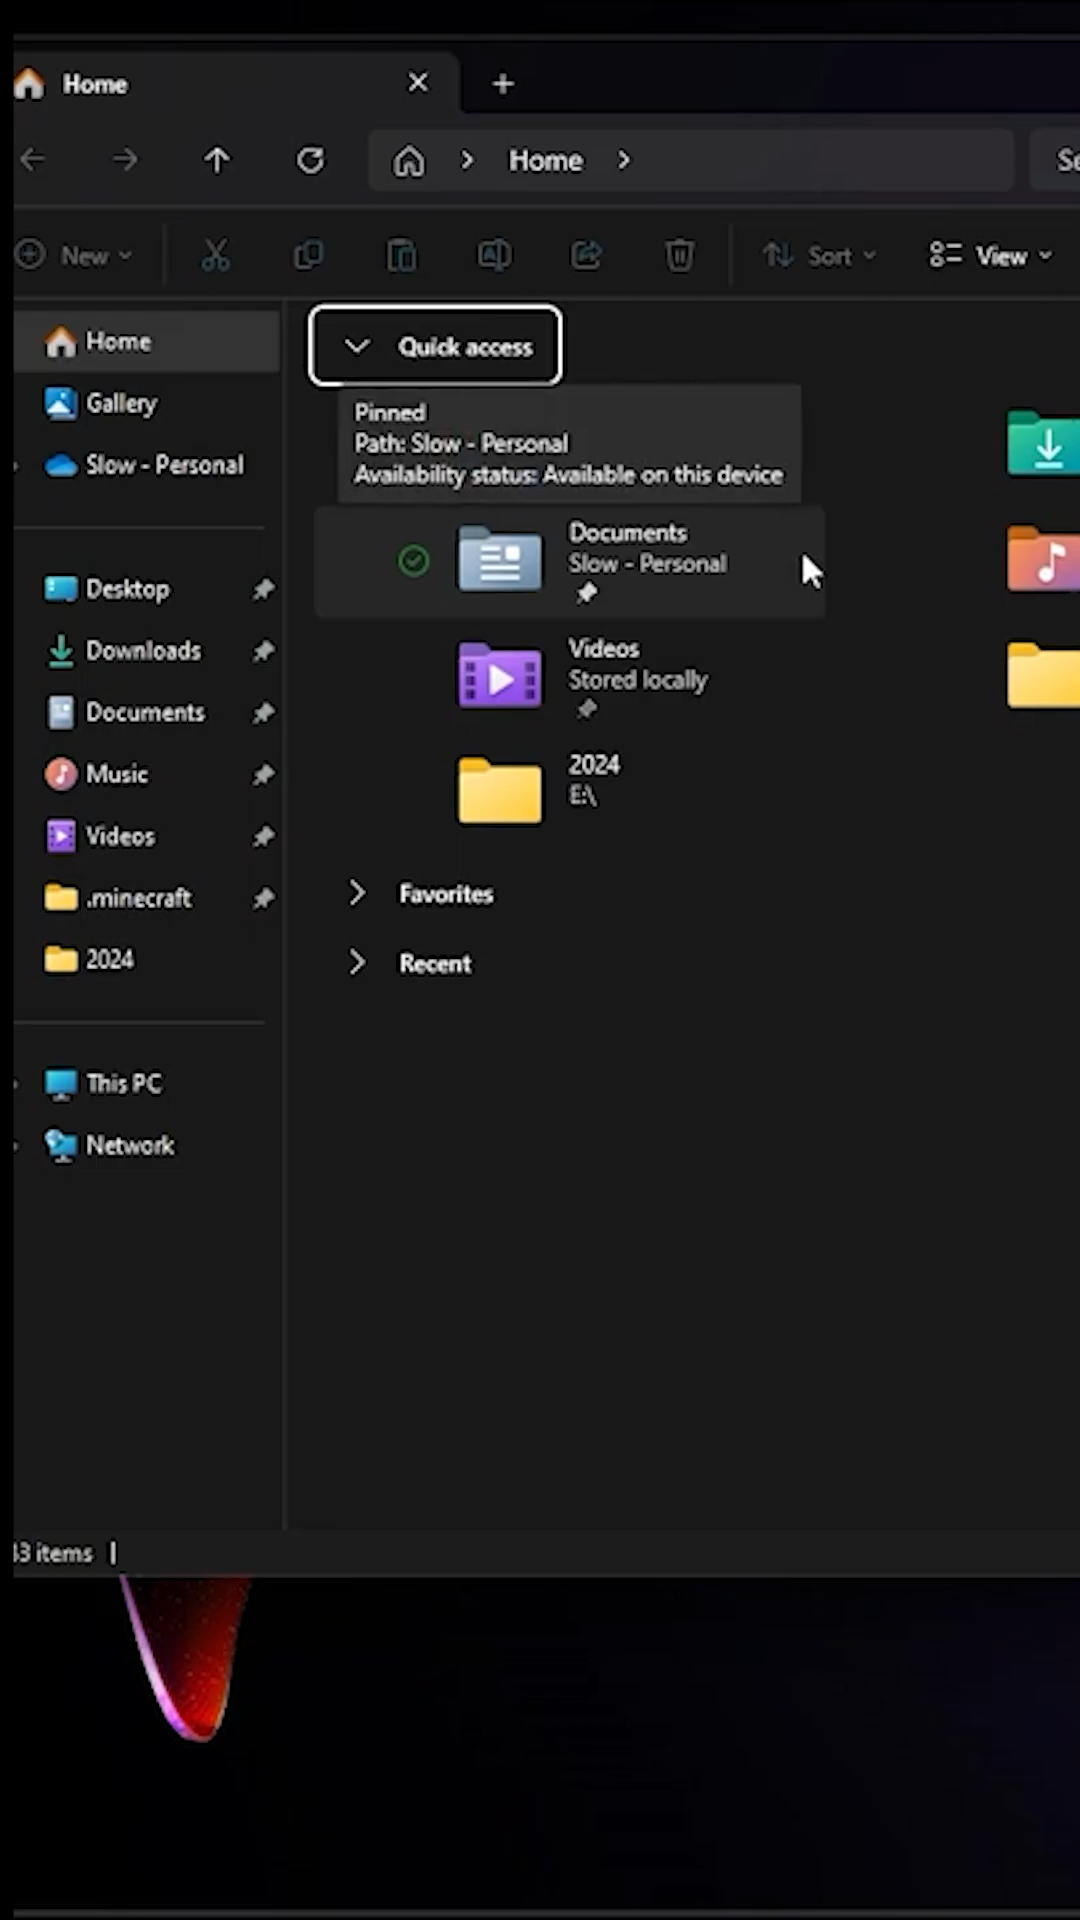 Home
Home
New
Sort
View
Home
Gallery
Slow - Personal
Desktop
Downloads
Documents
Music
Videos
.minecraft
2024
This PC
Network
Quick access
Pinned
Path: Slow - Personal
Availability status: Available on this device
Documents
Slow - Personal
Videos
Stored locally
2024
E:\
Favorites
Recent
items